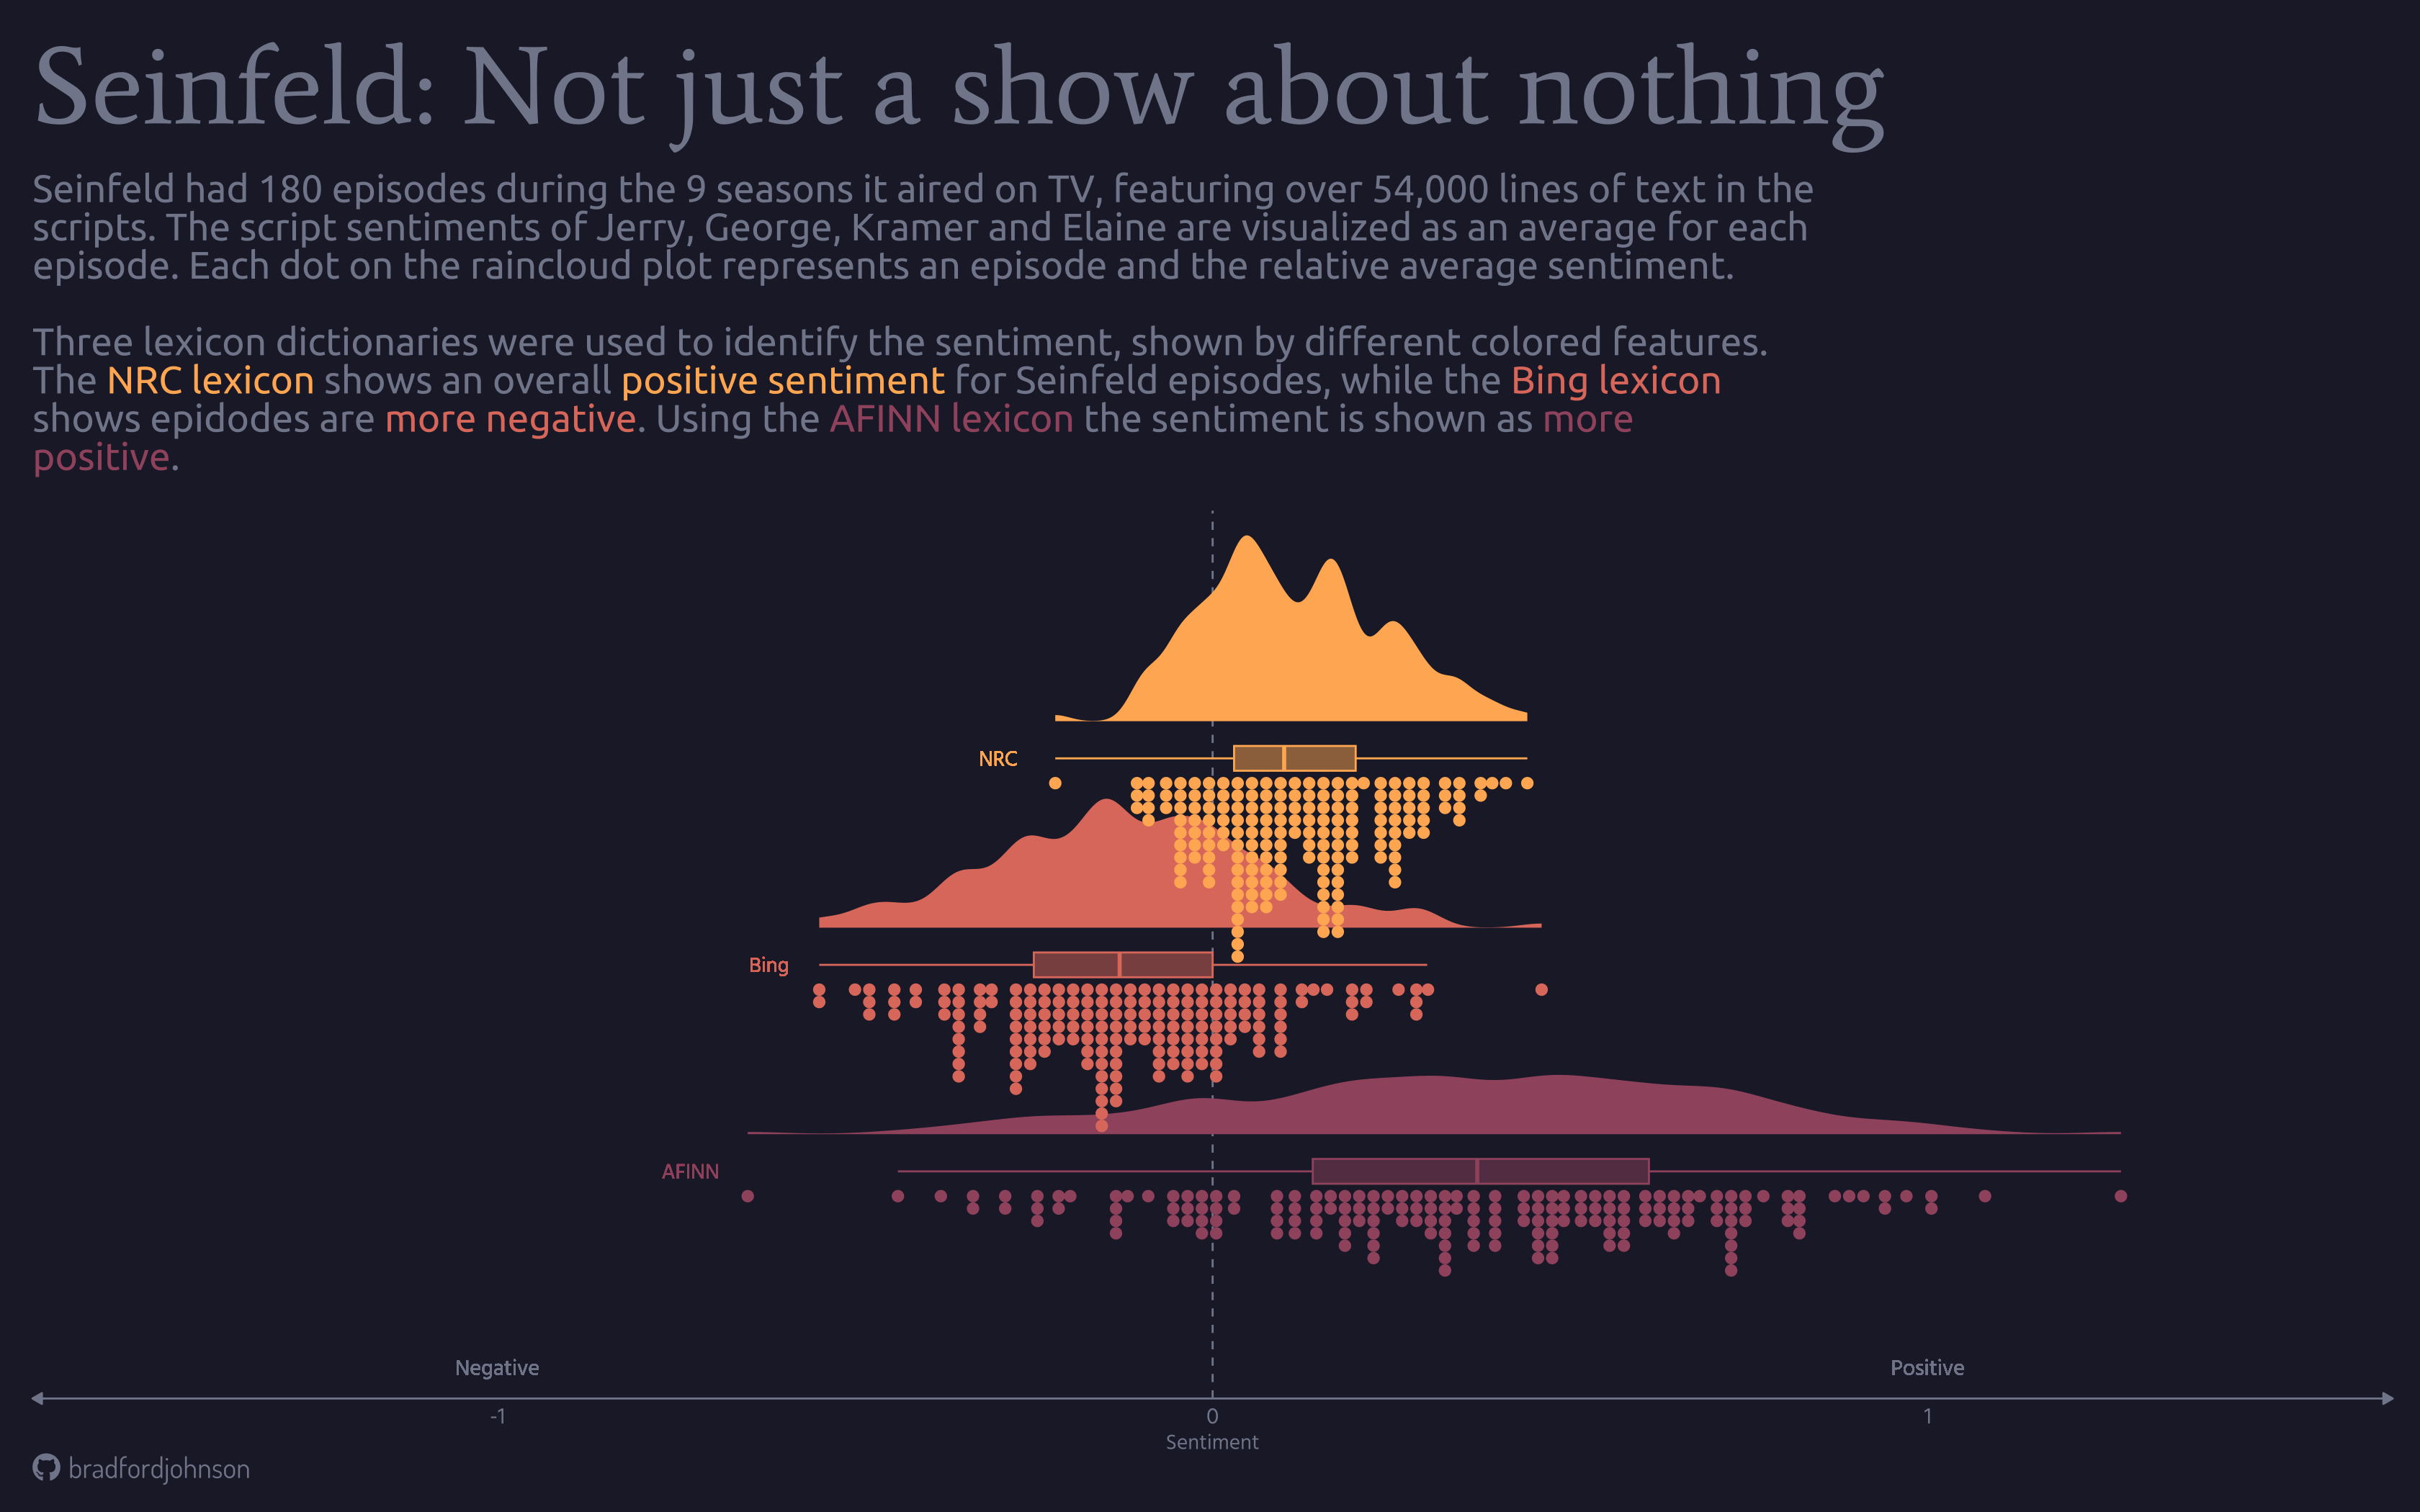 Seinfeld: Not just a show about nothing
Seinfeld had 180 episodes during the 9 seasons it aired on TV, featuring over 54,000 lines of text in the
scripts. The script sentiments of Jerry, George, Kramer and Elaine are visualized as an average for each
episode. Each dot on the raincloud plot represents an episode and the relative average sentiment.
Three lexicon dictionaries were used to identify the sentiment, shown by different colored features.
The NRC lexicon shows an overall positive sentiment for Seinfeld episodes, while the Bing lexicon
shows epidodes are more negative. Using the AFINN lexicon the sentiment is shown as more
positive.
NRC
Bing
AFINN
Negative
Positive
-1
0
1
Sentiment
bradfordjohnson